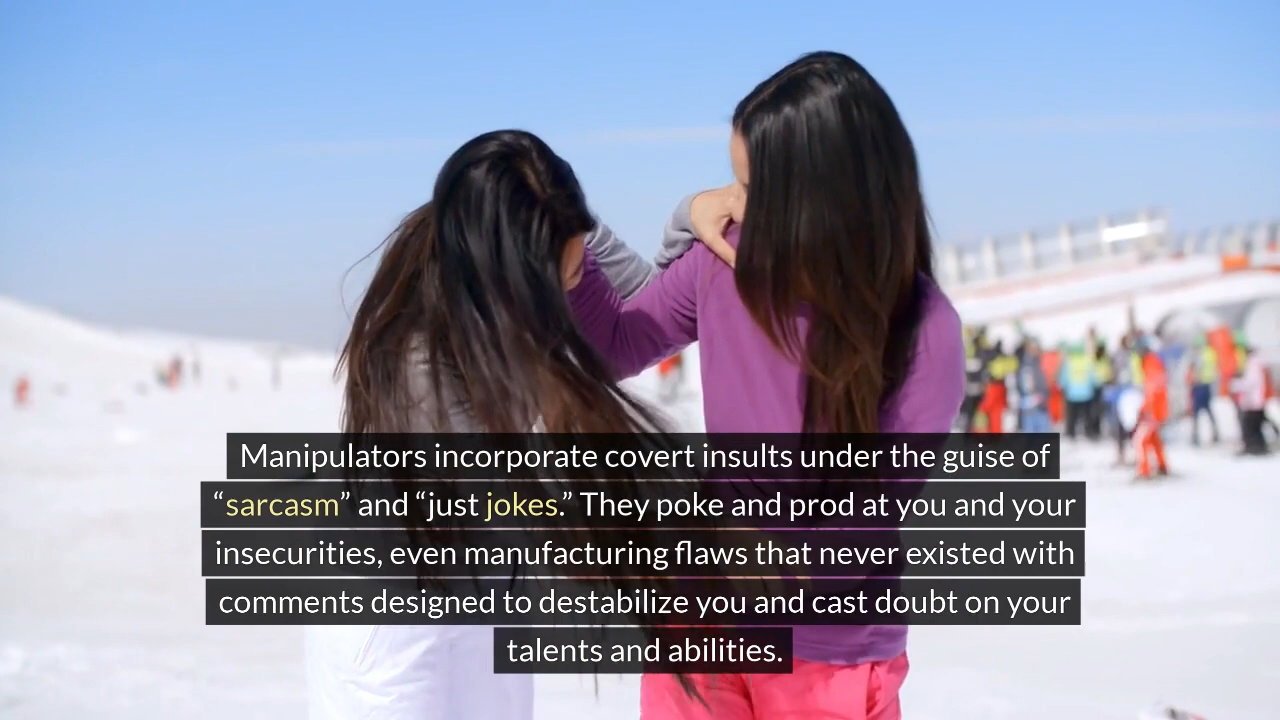 Manipulators incorporate covert insults under the guise of
“sarcasm” and “just jokes.” They poke and prod at you and your
insecurities, even manufacturing flaws that never existed with
comments designed to destabilize you and cast doubt on your
talents and abilities.